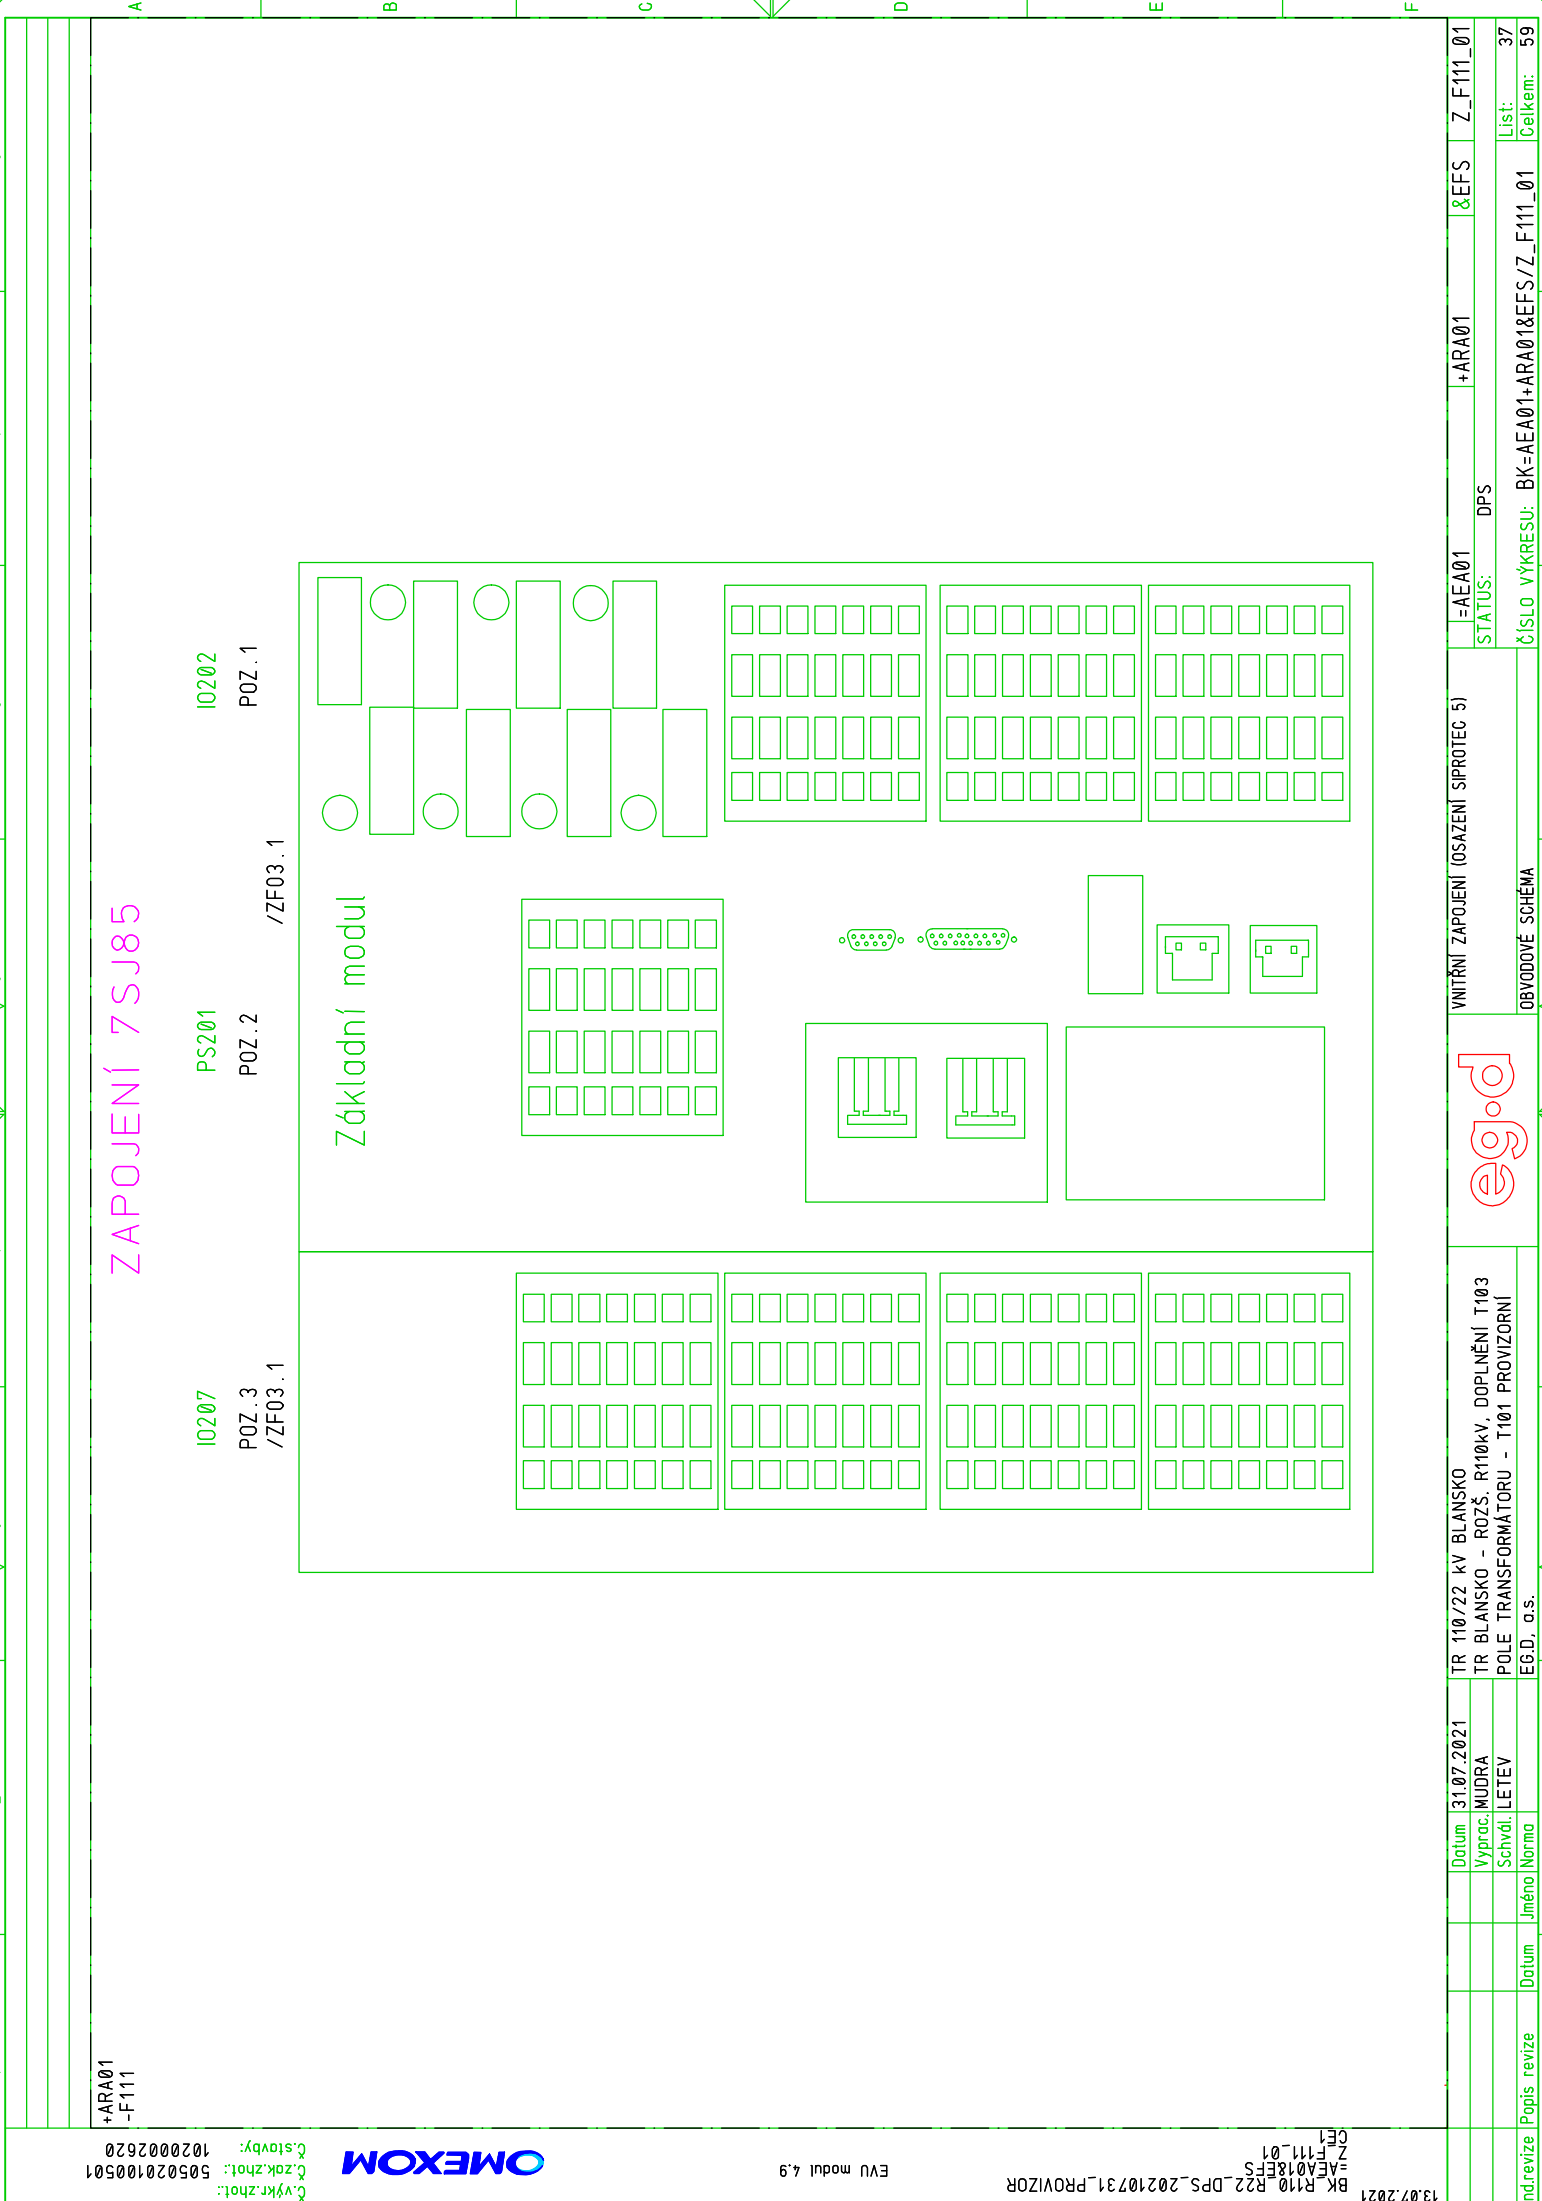 A
B
C
D
E
F
+ARA01
-F111
ZAPOJENÍ 7SJ85
IO207
POZ.3
/ZF03.1
PS201
POZ.2
/ZF03.1
IO202
POZ.1
Základní modul
Č.stavby: 1020002620
Č.zak.zhot.: 505020100501
Č.výkr.zhot.:
OMEXOM
EVU modul 4.9
BK_R110_R22_DPS_20210731_PROVIZOR
=AEA01&EFS
Z_F111_01
CE1
13.07.2021
nd.revize Popis revize Datum Jméno Norma
Datum 31.07.2021
Vyprac. MUDRA
Schvál. LETEV
TR 110/22 kV BLANSKO
TR BLANSKO - ROZŠ. R110kV, DOPLNĚNÍ T103
POLE TRANSFORMÁTORU - T101 PROVIZORNÍ
EG.D, a.s.
eg.d
VNITŘNÍ ZAPOJENÍ (OSAZENÍ SIPROTEC 5)
OBVODOVÉ SCHÉMA
=AEA01 +ARA01 &EFS Z_F111_01
STATUS: DPS
List: 37
ČÍSLO VÝKRESU: BK=AEA01+ARA01&EFS/Z_F111_01
Celkem: 59